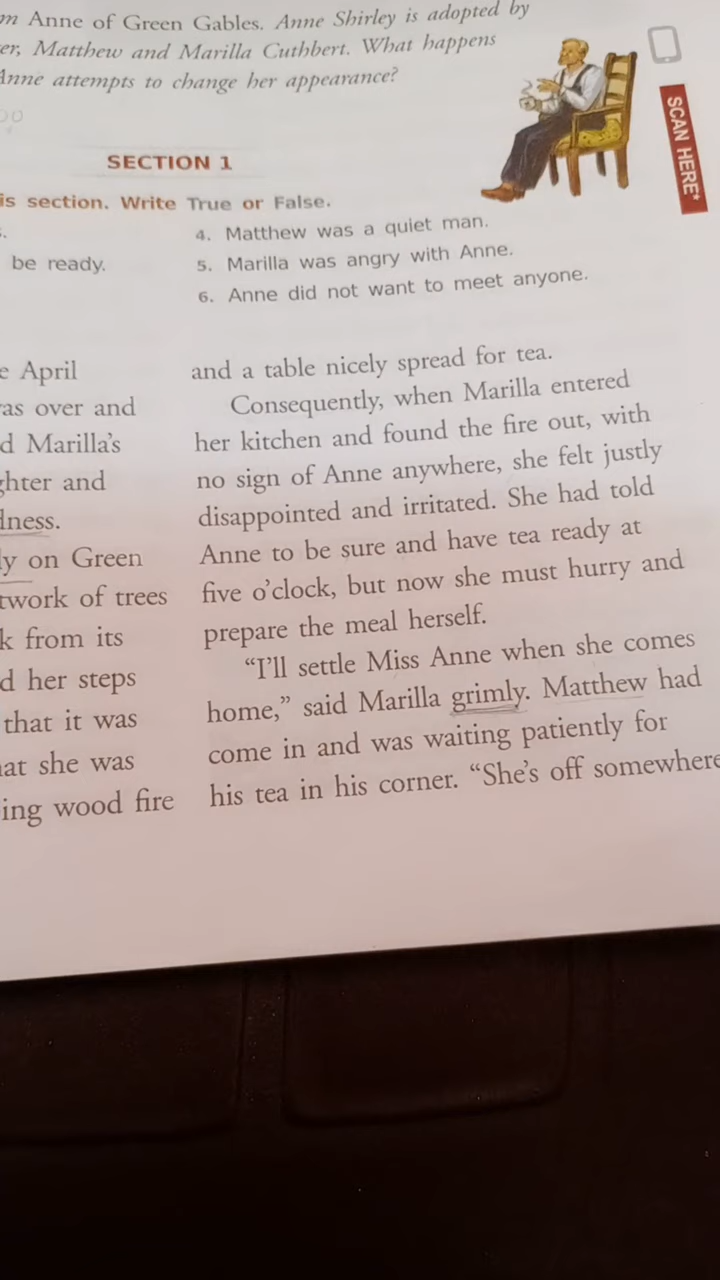 Anne of Green Gables. Anne Shirley is adopted by
Matthew and Marilla Cuthbert. What happens
Anne attempts to change her appearance?
SCAN HERE*
SECTION 1
is section. Write True or False.
be ready.
4. Matthew was a quiet man.
5. Marilla was angry with Anne.
6. Anne did not want to meet anyone.
April
as over and
d Marilla's
hter and
lness.
ly on Green
twork of trees
k from its
d her steps
that it was
at she was
ing wood fire
and a table nicely spread for tea.
Consequently, when Marilla entered
her kitchen and found the fire out, with
no sign of Anne anywhere, she felt justly
disappointed and irritated. She had told
Anne to be sure and have tea ready at
five o'clock, but now she must hurry and
prepare the meal herself.
"I'll settle Miss Anne when she comes
home," said Marilla grimly. Matthew had
come in and was waiting patiently for
his tea in his corner. "She's off somewhere